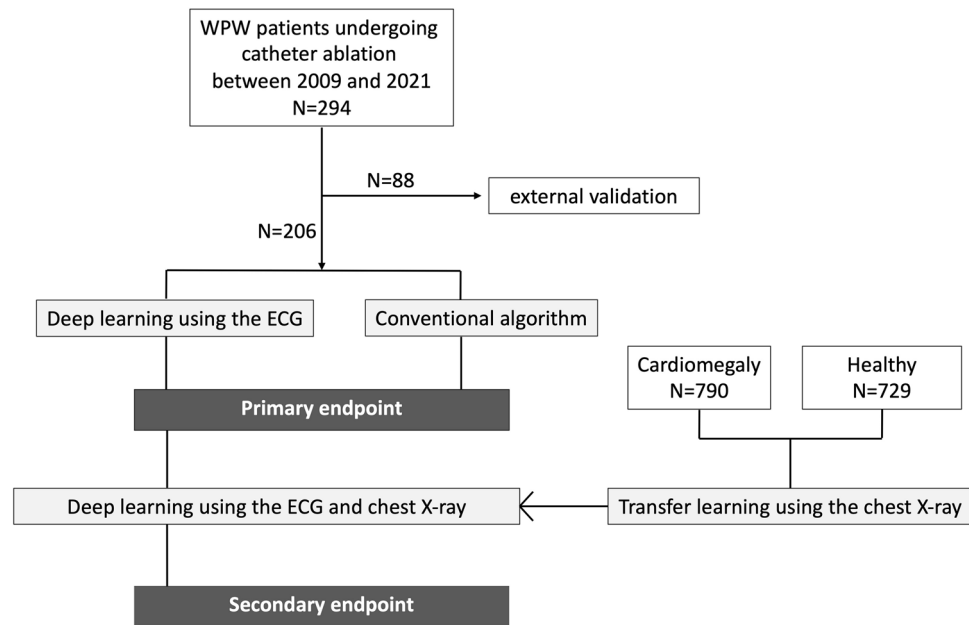 WPW patients undergoing
catheter ablation
between 2009 and 2021
N=294
N=88
external validation
N=206
Deep learning using the ECG
Conventional algorithm
Cardiomegaly
N=790
Healthy
N=729
Primary endpoint
Deep learning using the ECG and chest X-ray
Transfer learning using the chest X-ray
Secondary endpoint